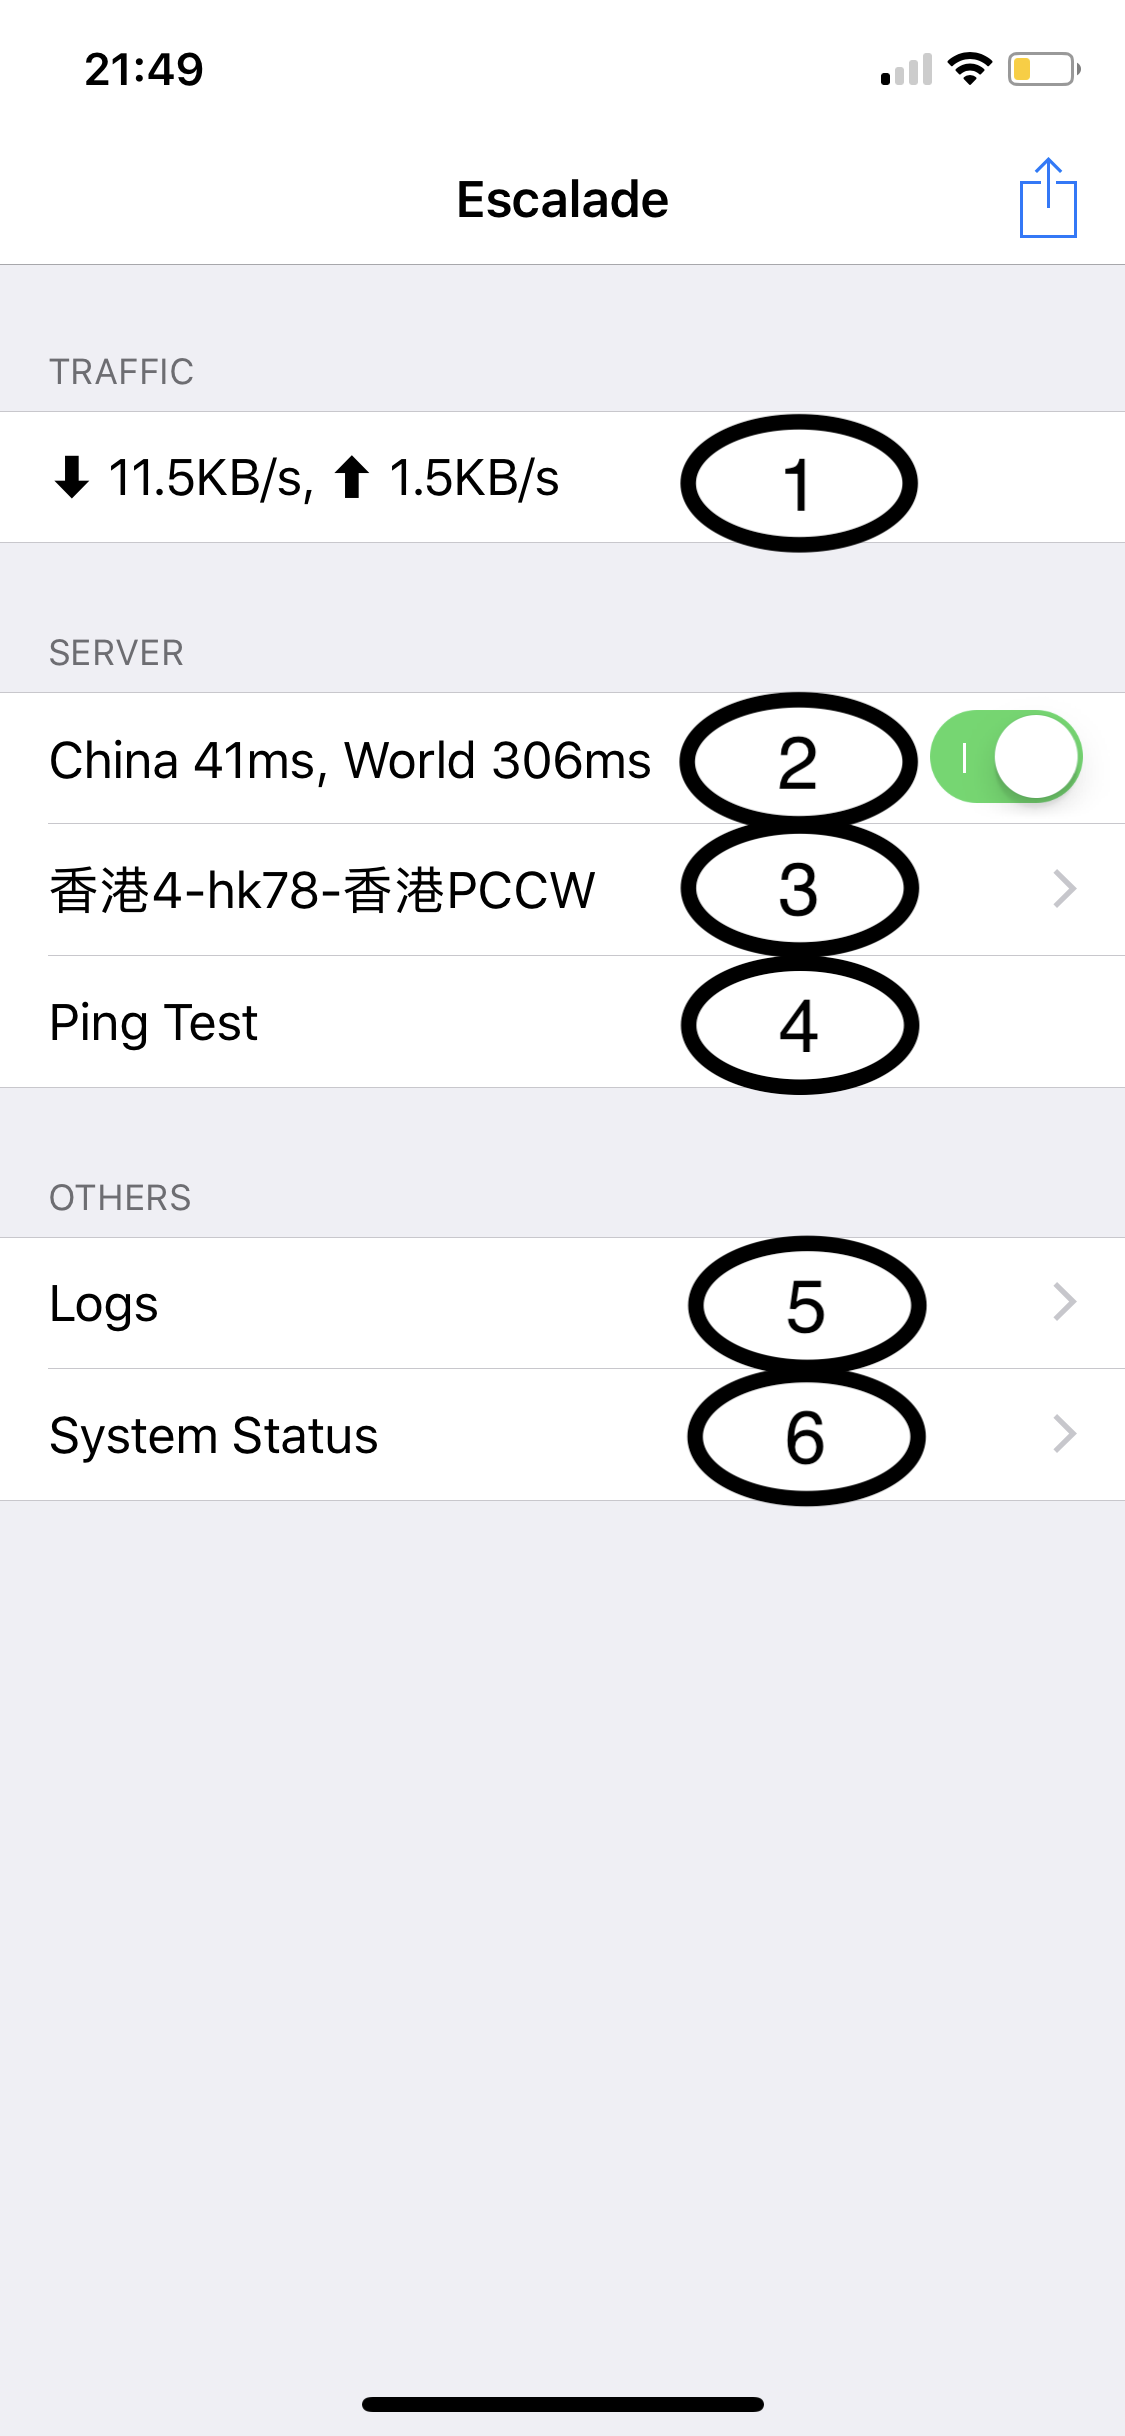 21:49
Escalade
TRAFFIC
⬇ 11.5KB/s, ⬆ 1.5KB/s 1
SERVER
China 41ms, World 306ms 2
香港4-hk78-香港PCCW 3
Ping Test 4
OTHERS
Logs 5
System Status 6